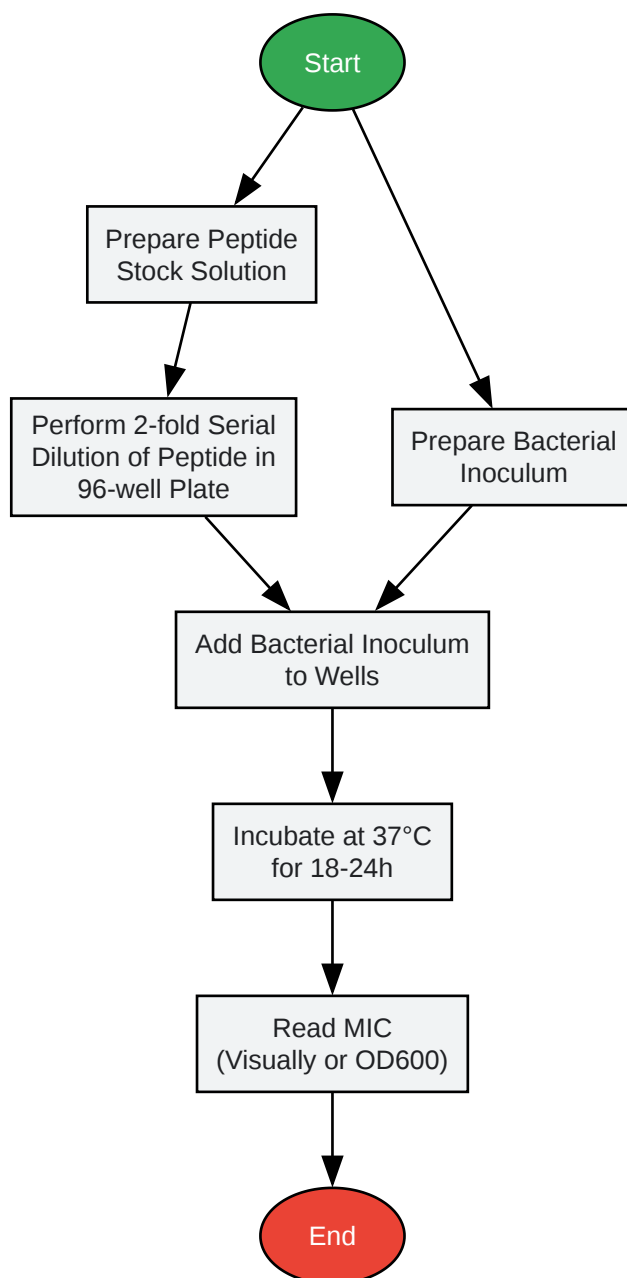 Start
Prepare Peptide
Stock Solution
Perform 2-fold Serial
Dilution of Peptide in
96-well Plate
Prepare Bacterial
Inoculum
Add Bacterial Inoculum
to Wells
Incubate at 37°C
for 18-24h
Read MIC
(Visually or OD600)
End